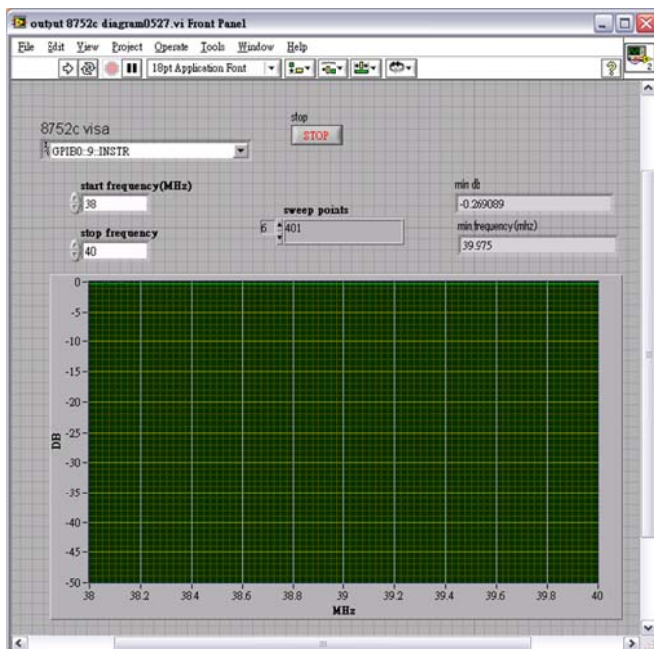 output 8752c diagram0527.vi Front Panel
File Edit View Project Operate Tools Window Help
18pt Application Font
?
2
8752c visa
GPIB0::9::INSTR
stop
STOP
start frequency(MHz)
38
stop frequency
40
sweep points
6 401
min db
-0.269089
min frequency(mhz)
39.975
0
-5
-10
-15
-20
-25
-30
-35
-40
-45
-50
DB
38 38.2 38.4 38.6 38.8 39 39.2 39.4 39.6 39.8 40
MHz